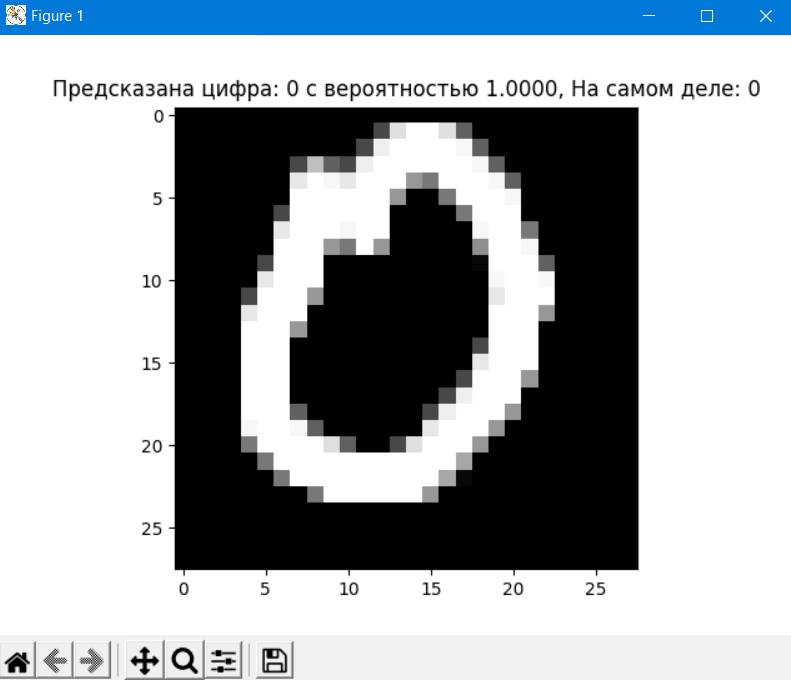 Figure 1
Предсказана цифра: 0 с вероятностью 1.0000, На самом деле: 0
0
5
10
15
20
25
0 5 10 15 20 25